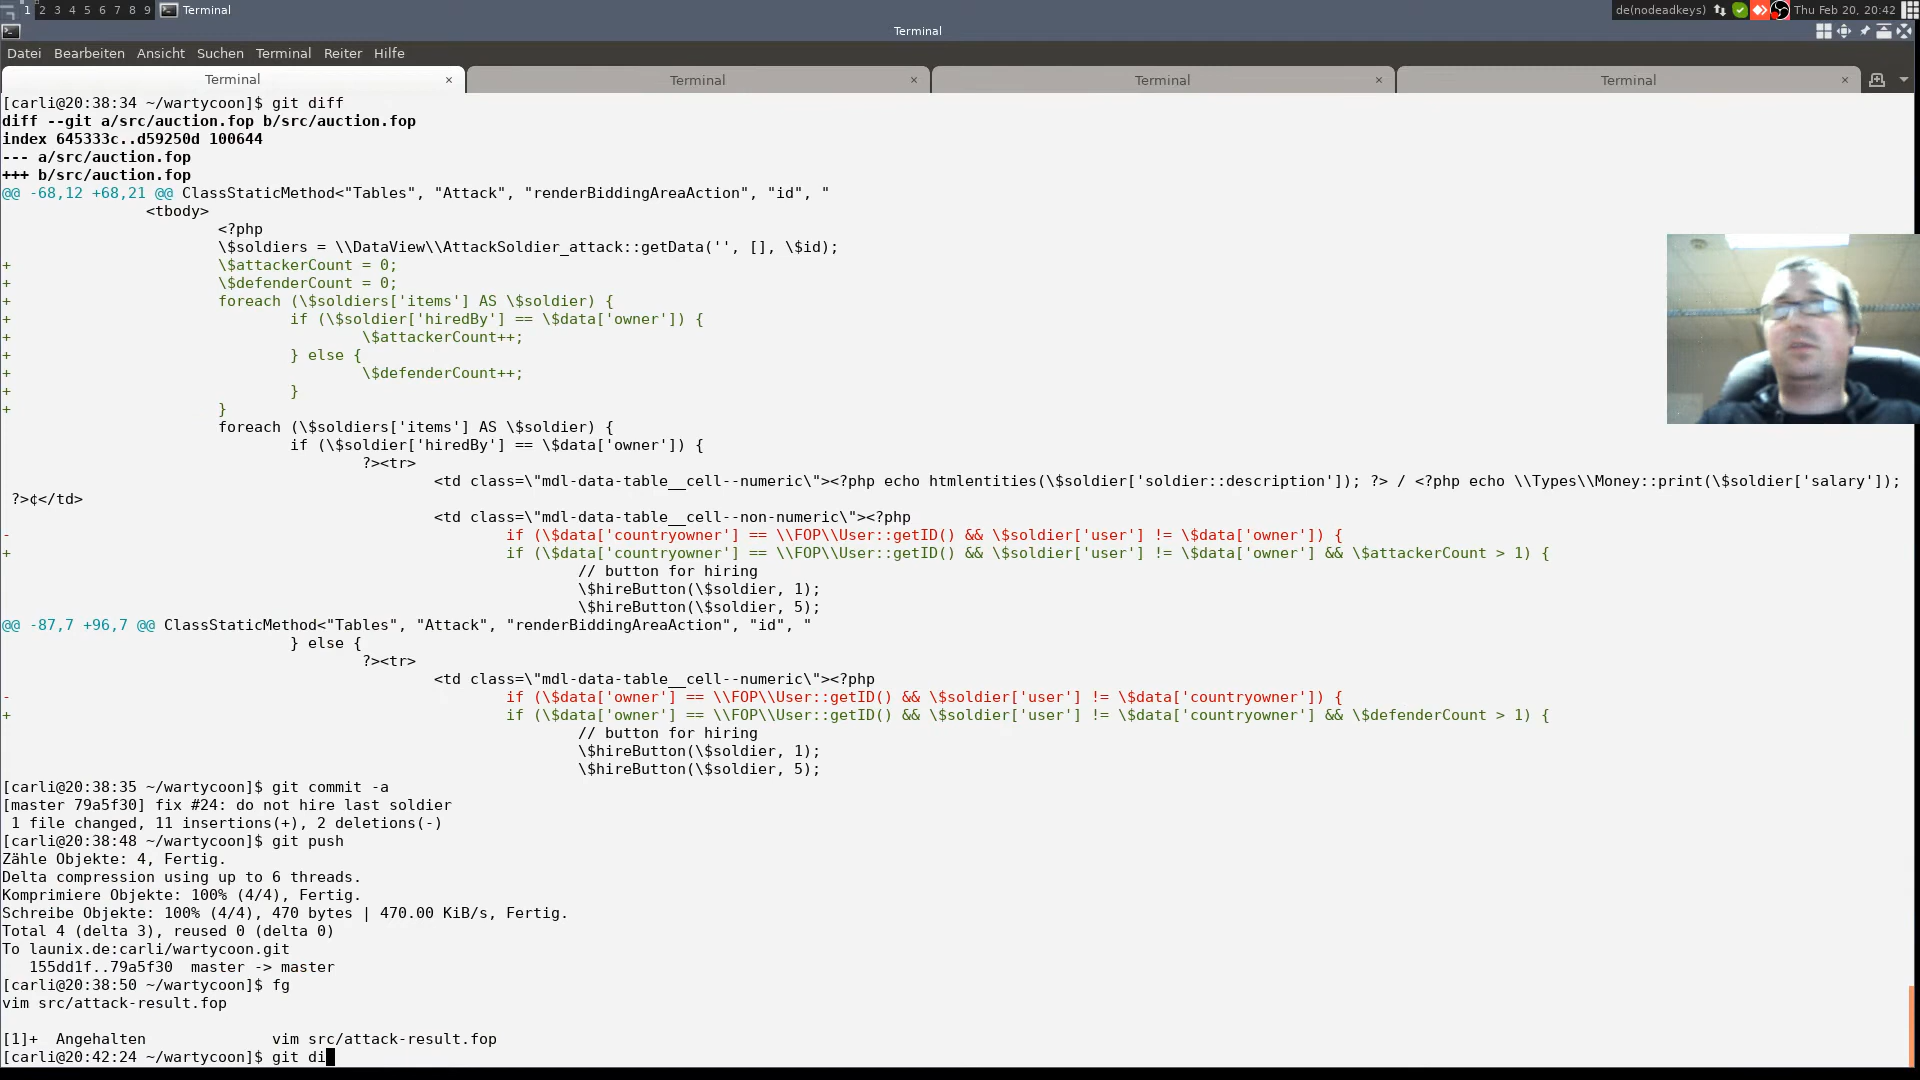 1 2 3 4 5 6 7 8 9 Terminal de(nodeadkeys) Thu Feb 20, 20:42
Terminal
Datei Bearbeiten Ansicht Suchen Terminal Reiter Hilfe
Terminal × Terminal × Terminal × Terminal ×
[carli@20:38:34 ~/wartycoon]$ git diff
diff --git a/src/auction.fop b/src/auction.fop
index 645333c..d59250d 100644
--- a/src/auction.fop
+++ b/src/auction.fop
@@ -68,12 +68,21 @@ ClassStaticMethod<"Tables", "Attack", "renderBiddingAreaAction", "id", "
<tbody>
<?php
\$soldiers = \\DataView\\AttackSoldier_attack::getData('', [], \$id);
+ \$attackerCount = 0;
+ \$defenderCount = 0;
+ foreach (\$soldiers['items'] AS \$soldier) {
+ if (\$soldier['hiredBy'] == \$data['owner']) {
+ \$attackerCount++;
+ } else {
+ \$defenderCount++;
+ }
+ }
foreach (\$soldiers['items'] AS \$soldier) {
if (\$soldier['hiredBy'] == \$data['owner']) {
?><tr>
<td class=\"mdl-data-table__cell--numeric\"><?php echo htmlentities(\$soldier['soldier::description']); ?> / <?php echo \\Types\\Money::print(\$soldier['salary']);
?>¢</td>
<td class=\"mdl-data-table__cell--non-numeric\"><?php
- if (\$data['countryowner'] == \\FOP\\User::getID() && \$soldier['user'] != \$data['owner']) {
+ if (\$data['countryowner'] == \\FOP\\User::getID() && \$soldier['user'] != \$data['owner'] && \$attackerCount > 1) {
// button for hiring
\$hireButton(\$soldier, 1);
\$hireButton(\$soldier, 5);
@@ -87,7 +96,7 @@ ClassStaticMethod<"Tables", "Attack", "renderBiddingAreaAction", "id", "
} else {
?><tr>
<td class=\"mdl-data-table__cell--numeric\"><?php
- if (\$data['owner'] == \\FOP\\User::getID() && \$soldier['user'] != \$data['countryowner']) {
+ if (\$data['owner'] == \\FOP\\User::getID() && \$soldier['user'] != \$data['countryowner'] && \$defenderCount > 1) {
// button for hiring
\$hireButton(\$soldier, 1);
\$hireButton(\$soldier, 5);
[carli@20:38:35 ~/wartycoon]$ git commit -a
[master 79a5f30] fix #24: do not hire last soldier
1 file changed, 11 insertions(+), 2 deletions(-)
[carli@20:38:48 ~/wartycoon]$ git push
Zähle Objekte: 4, Fertig.
Delta compression using up to 6 threads.
Komprimiere Objekte: 100% (4/4), Fertig.
Schreibe Objekte: 100% (4/4), 470 bytes | 470.00 KiB/s, Fertig.
Total 4 (delta 3), reused 0 (delta 0)
To launix.de:carli/wartycoon.git
155dd1f..79a5f30 master -> master
[carli@20:38:50 ~/wartycoon]$ fg
vim src/attack-result.fop
[1]+ Angehalten vim src/attack-result.fop
[carli@20:42:24 ~/wartycoon]$ git di